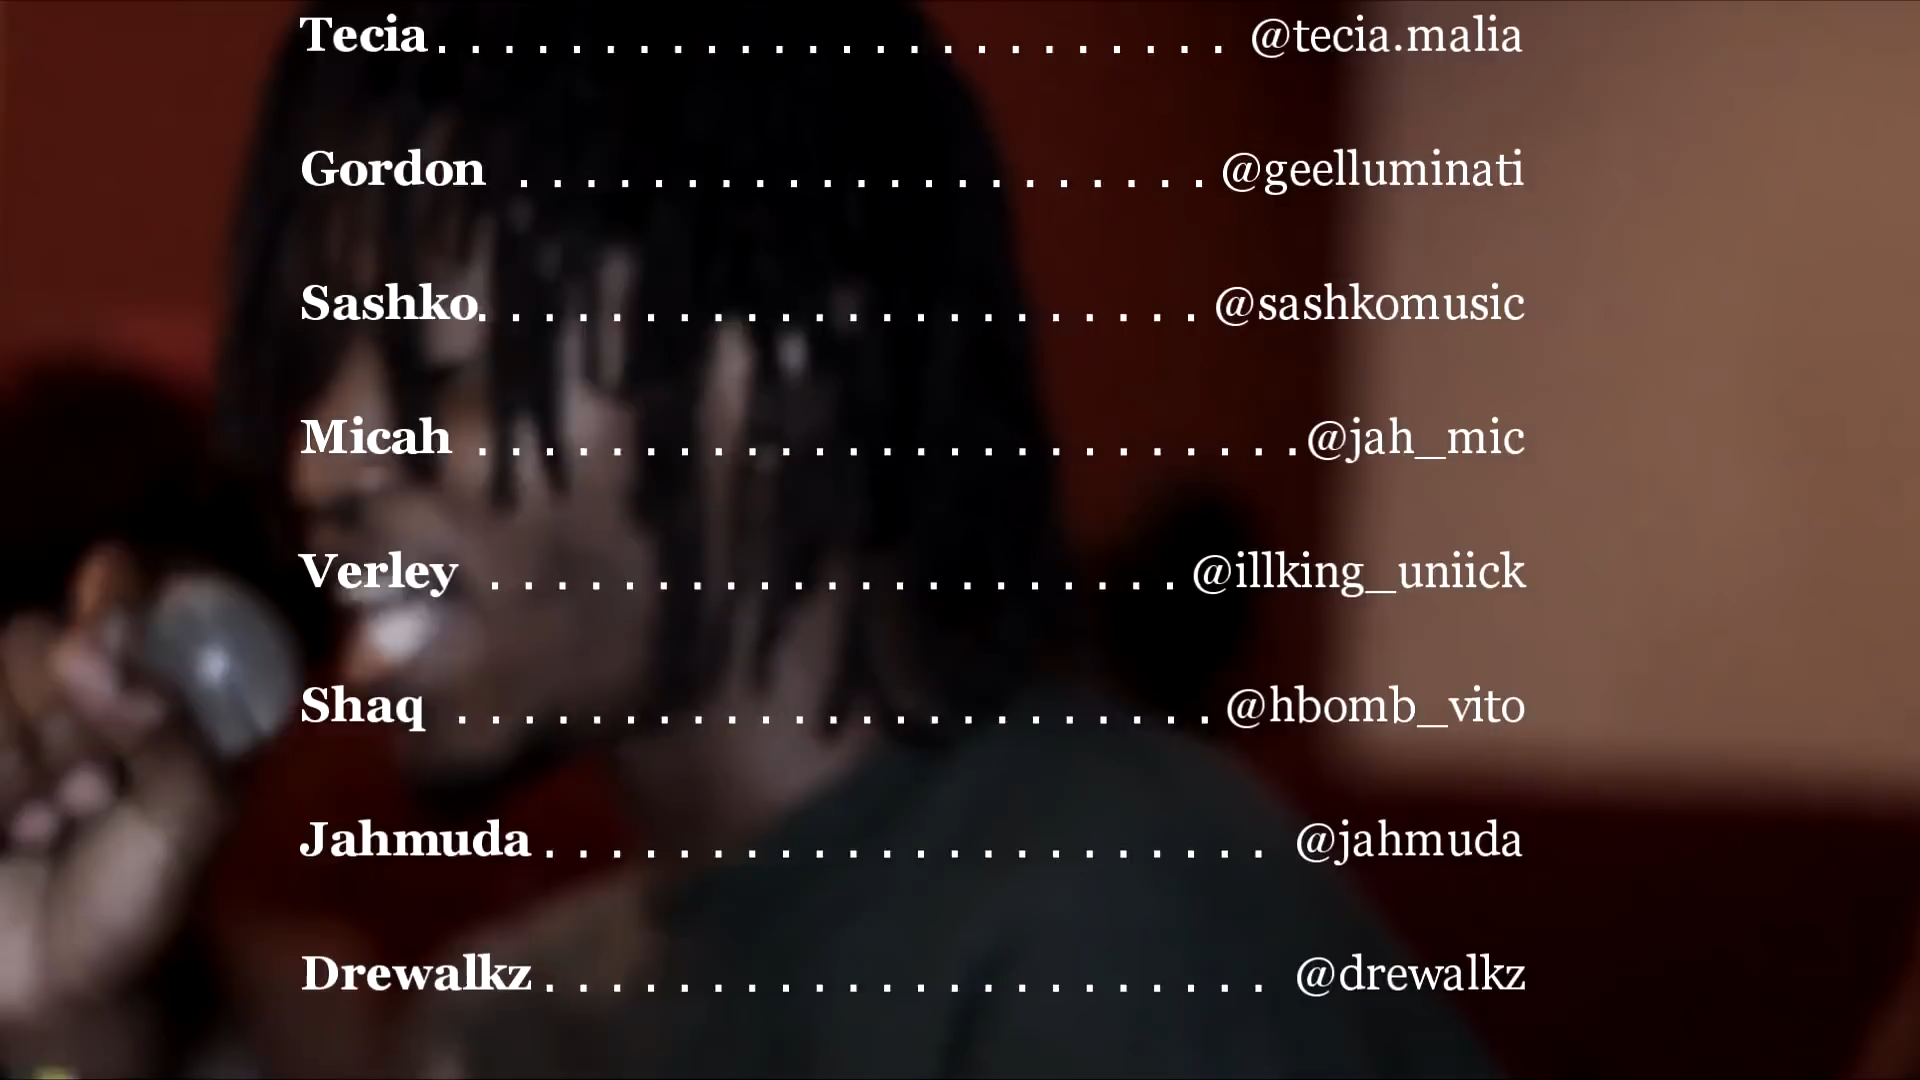 Tecia. . . . . . . . . . . . . . . . . . . . . . . . @tecia.malia
Gordon . . . . . . . . . . . . . . . . . . . . . @geelluminati
Sashko. . . . . . . . . . . . . . . . . . . . . . @sashkomusic
Micah . . . . . . . . . . . . . . . . . . . . . . . . . @jah_mic
Verley . . . . . . . . . . . . . . . . . . . . . @illking_uniick
Shaq . . . . . . . . . . . . . . . . . . . . . . . @hbomb_vito
Jahmuda . . . . . . . . . . . . . . . . . . . . . . @jahmuda
Drewalkz . . . . . . . . . . . . . . . . . . . . . . @drewalkz